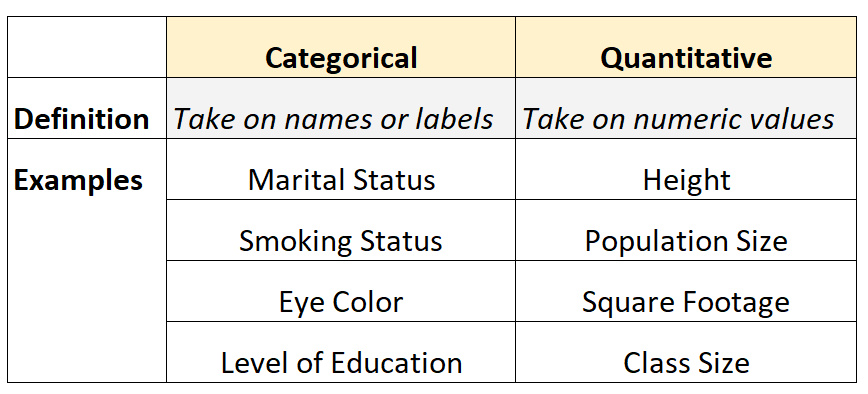 Categorical Quantitative
Definition Take on names or labels Take on numeric values
Examples Marital Status Height
Smoking Status Population Size
Eye Color Square Footage
Level of Education Class Size